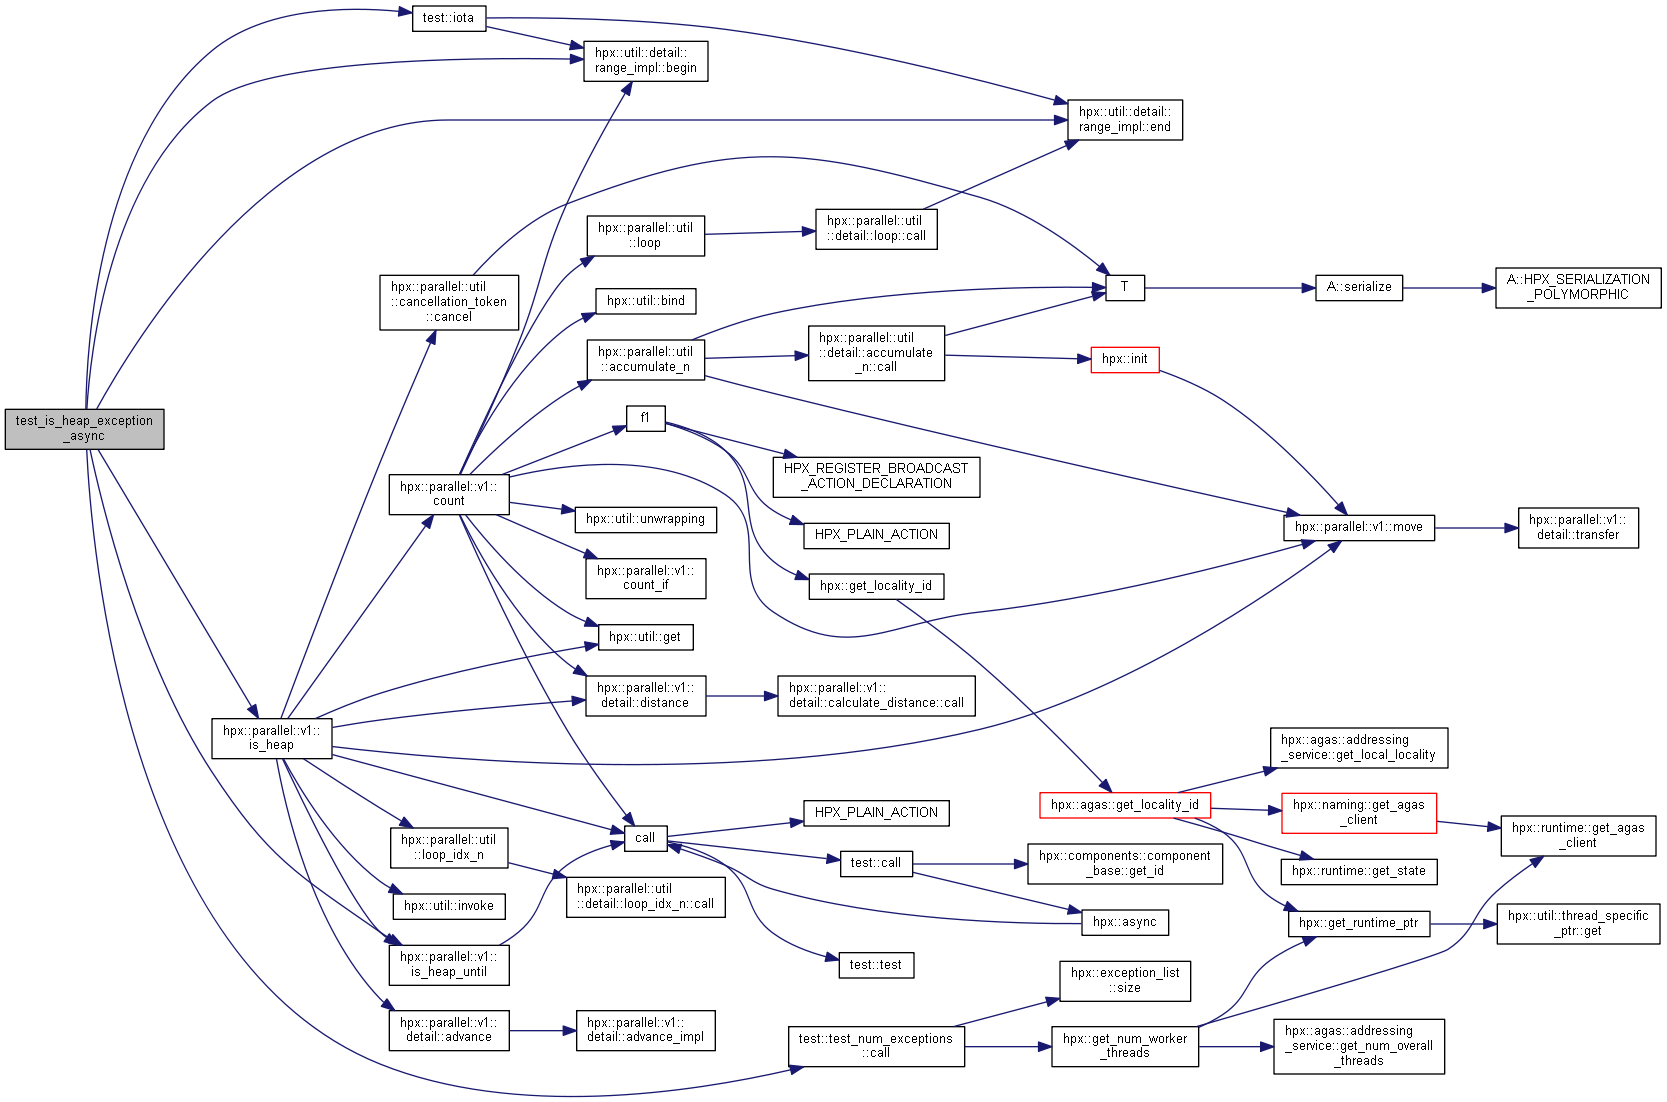 test::iota
hpx::util::detail::
range_impl::begin
hpx::util::detail::
range_impl::end
hpx::parallel::util
::loop
hpx::parallel::util
::detail::loop::call
hpx::parallel::util
::cancellation_token
::cancel
hpx::util::bind
T
A::serialize
A::HPX_SERIALIZATION
_POLYMORPHIC
hpx::parallel::util
::accumulate_n
hpx::parallel::util
::detail::accumulate
_n::call
hpx::init
test_is_heap_exception
_async
f1
HPX_REGISTER_BROADCAST
_ACTION_DECLARATION
hpx::parallel::v1::
count
hpx::util::unwrapping
HPX_PLAIN_ACTION
hpx::parallel::v1::move
hpx::parallel::v1::
detail::transfer
hpx::parallel::v1::
count_if
hpx::get_locality_id
hpx::util::get
hpx::parallel::v1::
detail::distance
hpx::parallel::v1::
detail::calculate_distance::call
hpx::parallel::v1::
is_heap
hpx::agas::addressing
_service::get_local_locality
hpx::agas::get_locality_id
hpx::naming::get_agas
_client
hpx::runtime::get_agas
_client
HPX_PLAIN_ACTION
call
hpx::parallel::util
::loop_idx_n
test::call
hpx::components::component
_base::get_id
hpx::runtime::get_state
hpx::parallel::util
::detail::loop_idx_n::call
hpx::util::invoke
hpx::async
hpx::get_runtime_ptr
hpx::util::thread_specific
_ptr::get
hpx::parallel::v1::
is_heap_until
test::test
hpx::exception_list
::size
hpx::parallel::v1::
detail::advance
hpx::parallel::v1::
detail::advance_impl
test::test_num_exceptions
::call
hpx::get_num_worker
_threads
hpx::agas::addressing
_service::get_num_overall
_threads